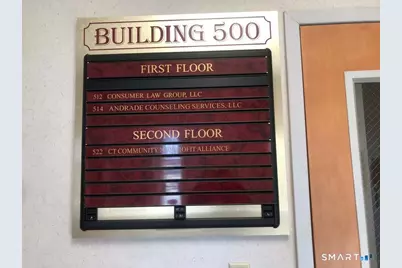 BUILDING 500
FIRST FLOOR
512 CONSUMER LAW GROUP, LLC
514 ANDRADE COUNSELING SERVICES, LLC
SECOND FLOOR
522 CT COMMUNITY NONPROFIT ALLIANCE
SMART